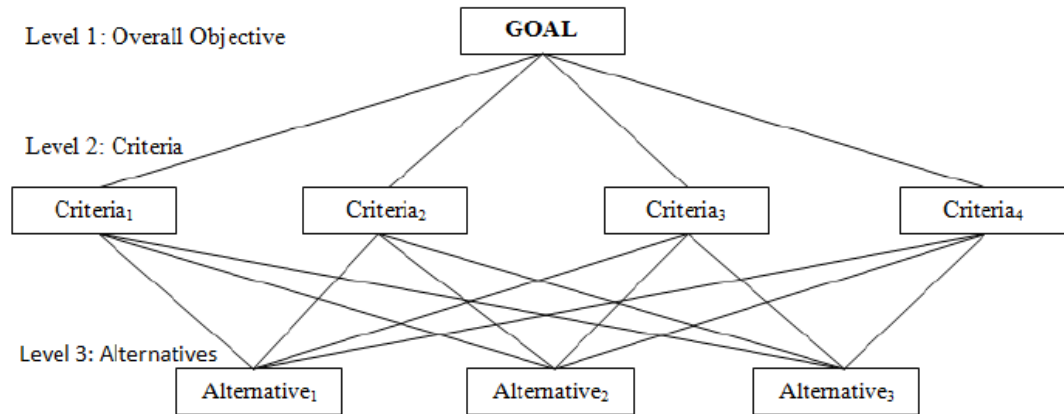 GOAL
Level 1: Overall Objective
Level 2: Criteria
Criteria₁ Criteria₂ Criteria₃ Criteria₄
Level 3: Alternatives
Alternative₁ Alternative₂ Alternative₃